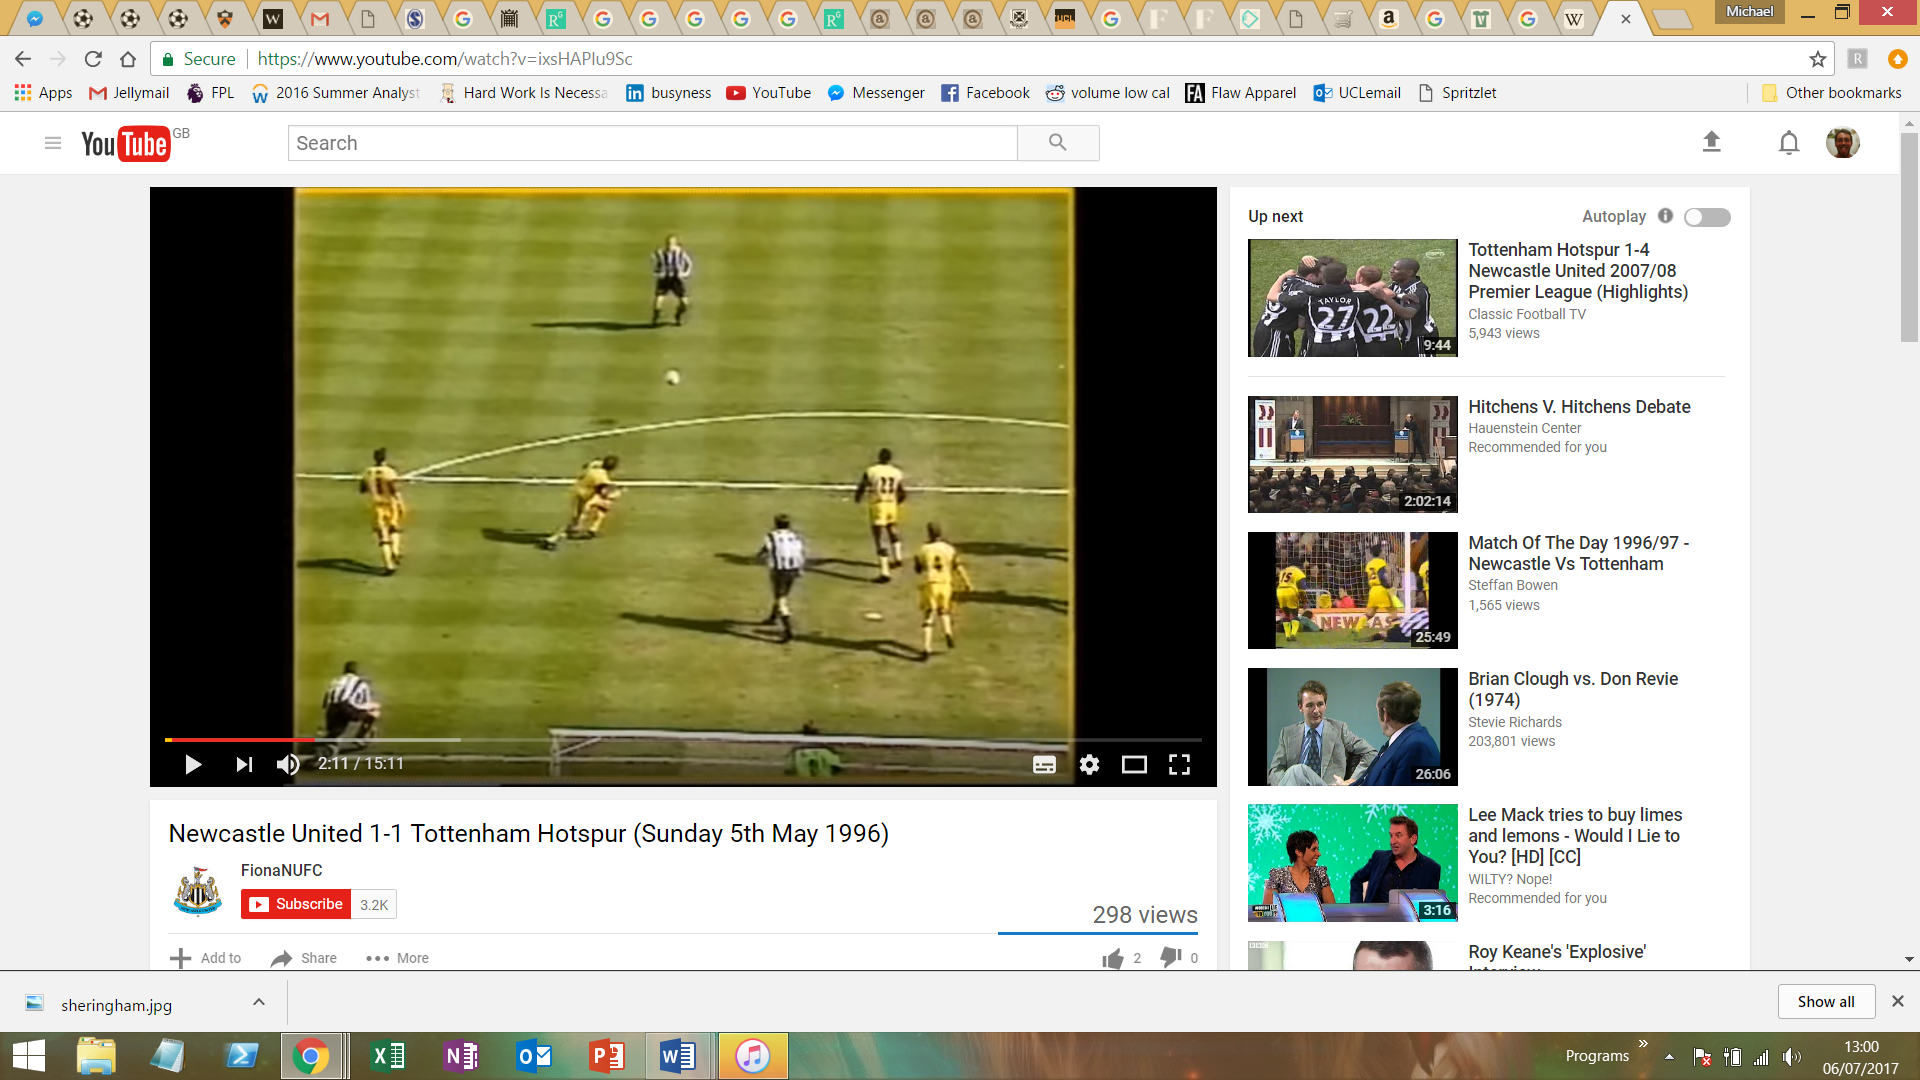 Michael
Secure https://www.youtube.com/watch?v=ixsHAPIu9Sc
Apps Jellymail FPL 2016 Summer Analyst Hard Work Is Necessa busyness YouTube Messenger Facebook volume low cal Flaw Apparel UCLemail Spritzlet Other bookmarks
YouTube GB Search
Up next Autoplay
Tottenham Hotspur 1-4
Newcastle United 2007/08
Premier League (Highlights)
Classic Football TV
5,943 views
TAYLOR
27 22
9:44
Hitchens V. Hitchens Debate
Hauenstein Center
Recommended for you
2:02:14
Match Of The Day 1996/97 -
Newcastle Vs Tottenham
Steffan Bowen
1,565 views
15
25:49
Brian Clough vs. Don Revie
(1974)
Stevie Richards
203,801 views
26:06
Lee Mack tries to buy limes
and lemons - Would I Lie to
You? [HD] [CC]
WILTY? Nope!
Recommended for you
3:16
Roy Keane's 'Explosive'
2:11 / 15:11
Newcastle United 1-1 Tottenham Hotspur (Sunday 5th May 1996)
FionaNUFC
Subscribe 3.2K
298 views
Add to Share More 2 0
sheringham.jpg Show all
Programs
13:00
06/07/2017